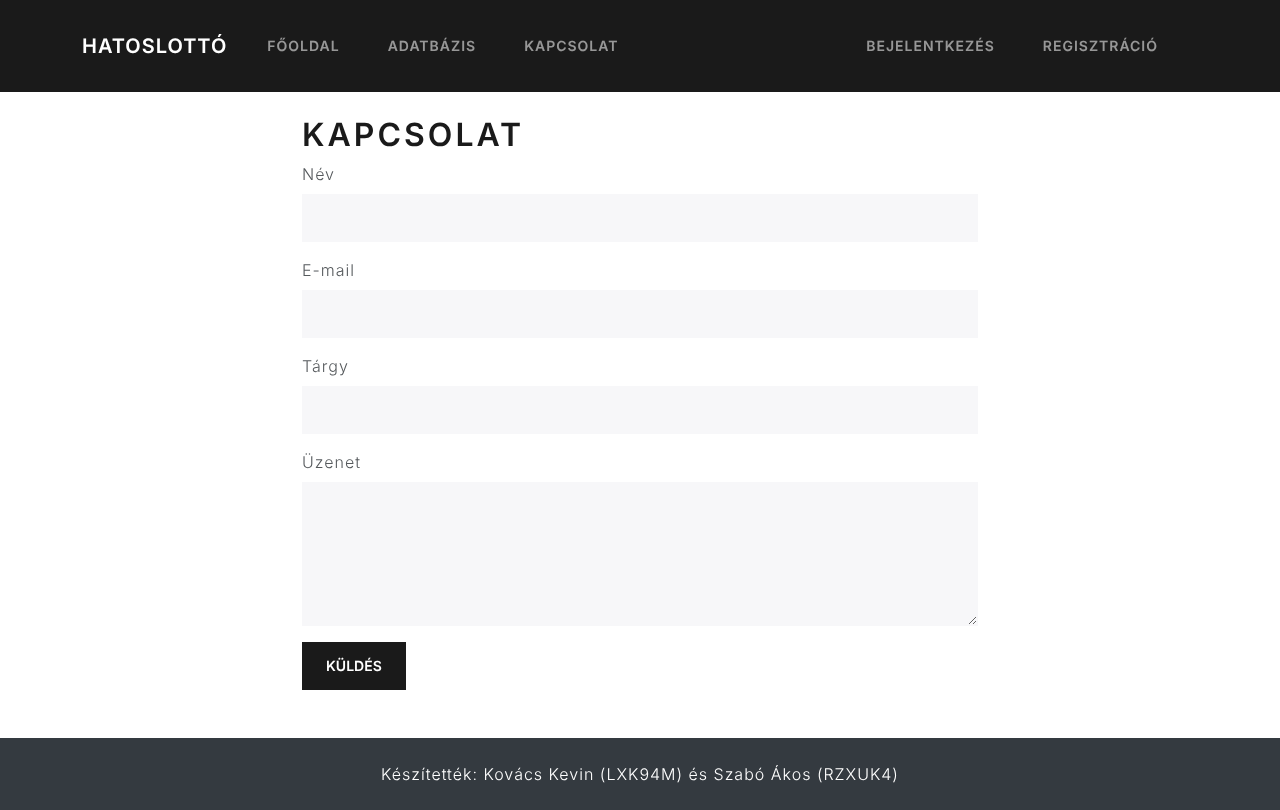 HATOSLOTTÓ FŐOLDAL ADATBÁZIS KAPCSOLAT BEJELENTKEZÉS REGISZTRÁCIÓ
KAPCSOLAT
Név
E-mail
Tárgy
Üzenet
KÜLDÉS
Készítették: Kovács Kevin (LXK94M) és Szabó Ákos (RZXUK4)